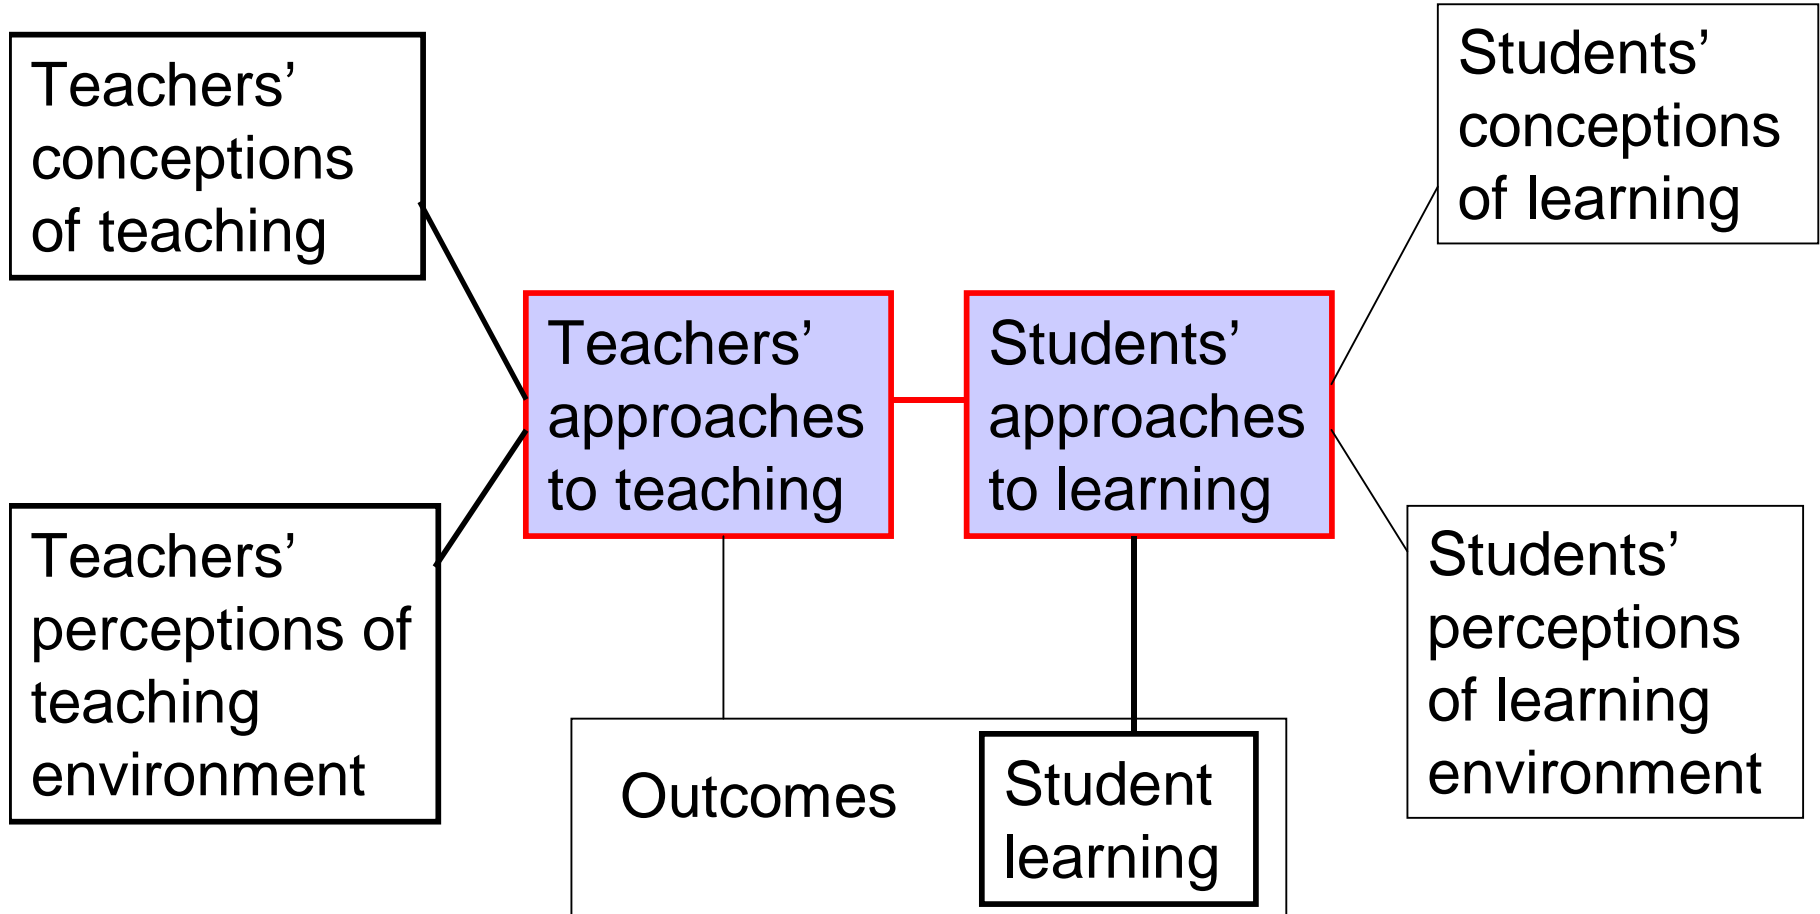 Teachers’
conceptions
of teaching
Students’
conceptions
of learning
Teachers’
approaches
to teaching
Students’
approaches
to learning
Teachers’
perceptions of
teaching
environment
Students’
perceptions
of learning
environment
Outcomes
Student
learning